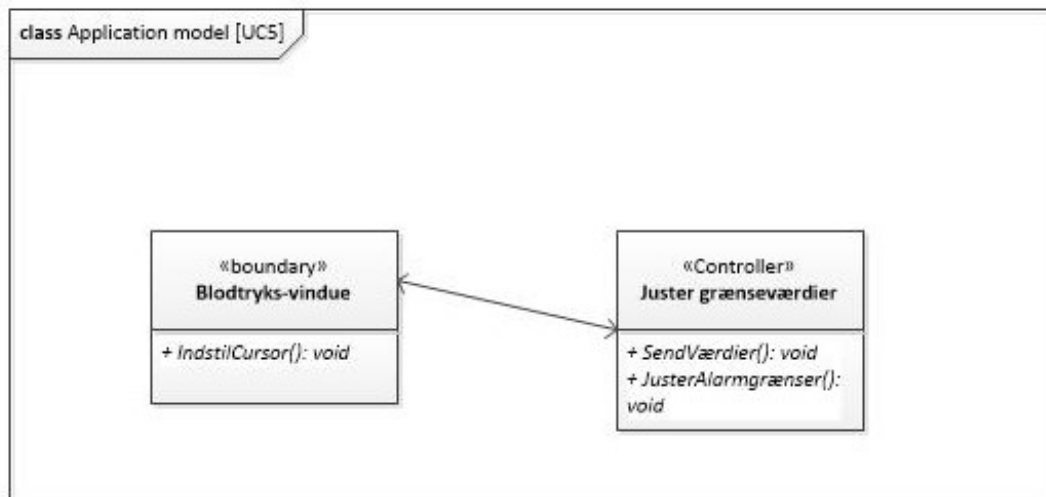 class Application model [UC5]
«boundary»
Blodtryks-vindue
+ IndstilCursor(): void
«Controller»
Juster grænseværdier
+ SendVærdier(): void
+ JusterAlarmgrænser():
void